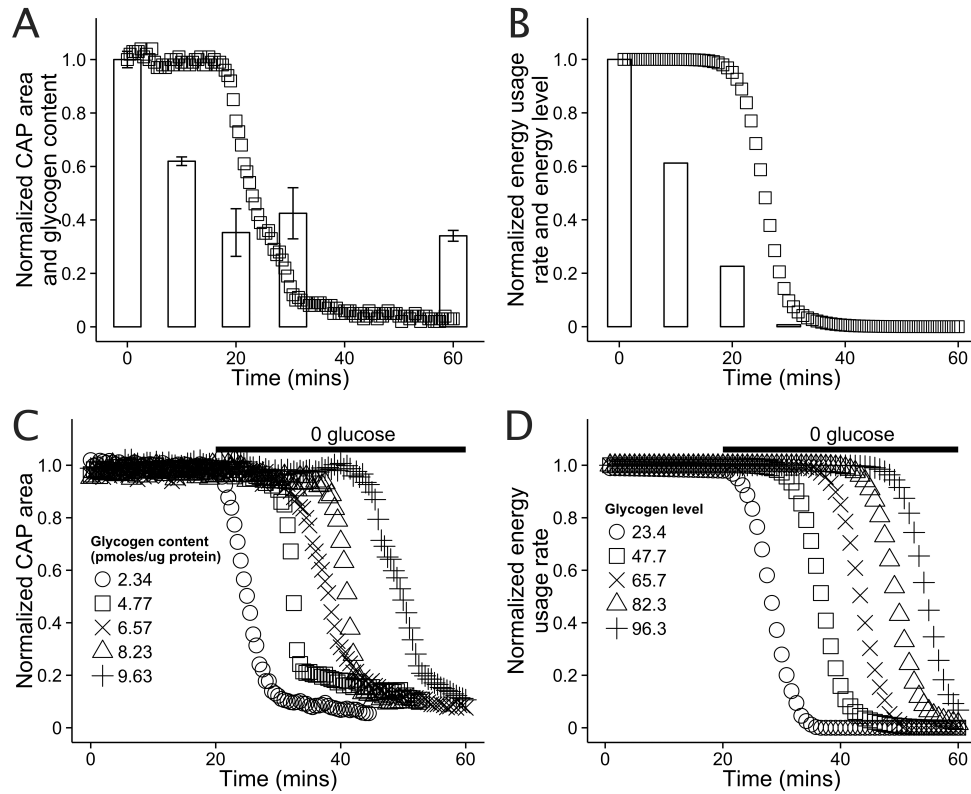 A
Normalized CAP area
and glycogen content
1.0
0.8
0.6
0.4
0.2
0
0
20
40
60
Time (mins)
B
Normalized energy usage
rate and energy level
1.0
0.8
0.6
0.4
0.2
0
0
20
40
60
Time (mins)
C
0 glucose
Normalized CAP area
1.0
0.8
0.6
0.4
0.2
0
Glycogen content
(pmoles/ug protein)
2.34
4.77
6.57
8.23
9.63
0
20
40
60
Time (mins)
D
0 glucose
Normalized energy
usage rate
1.0
0.8
0.6
0.4
0.2
0
Glycogen level
23.4
47.7
65.7
82.3
96.3
0
20
40
60
Time (mins)